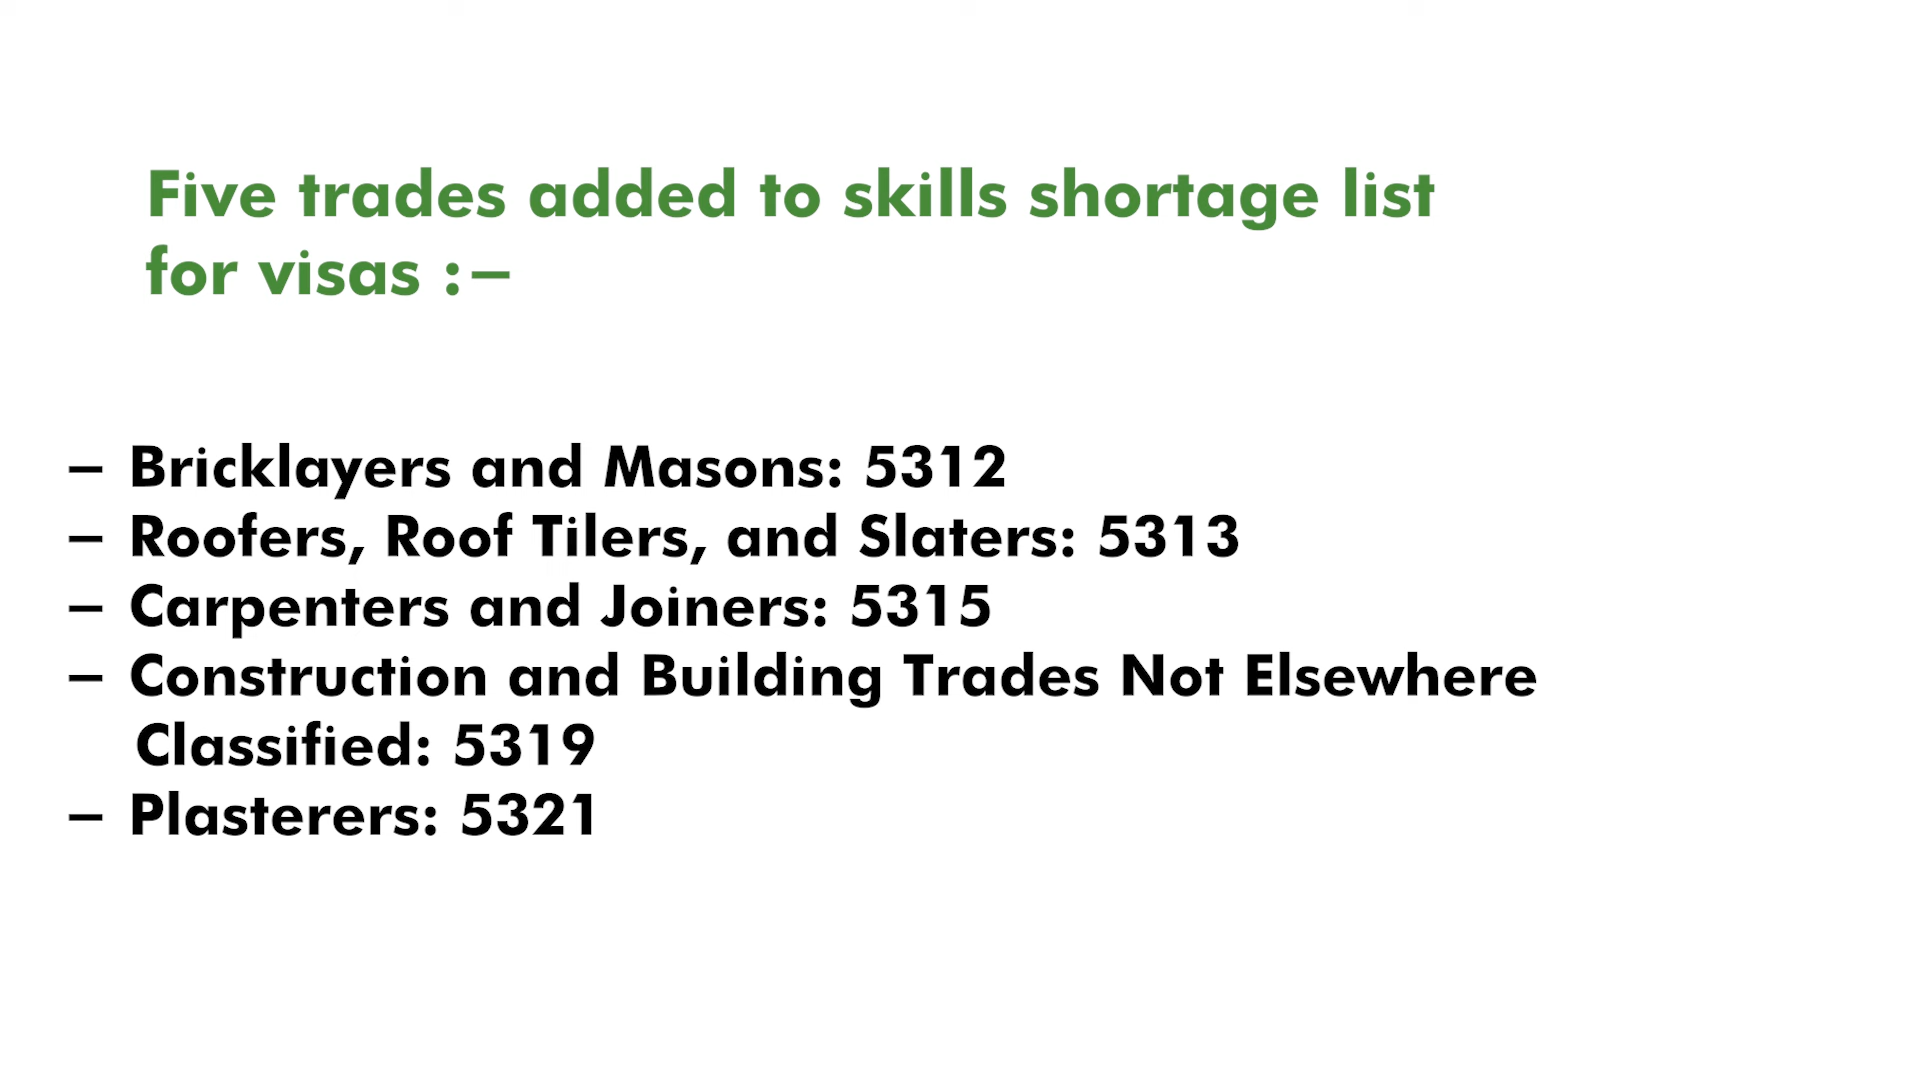 Five trades added to skills shortage list
for visas :–
– Bricklayers and Masons: 5312
– Roofers, Roof Tilers, and Slaters: 5313
– Carpenters and Joiners: 5315
– Construction and Building Trades Not Elsewhere
Classified: 5319
– Plasterers: 5321